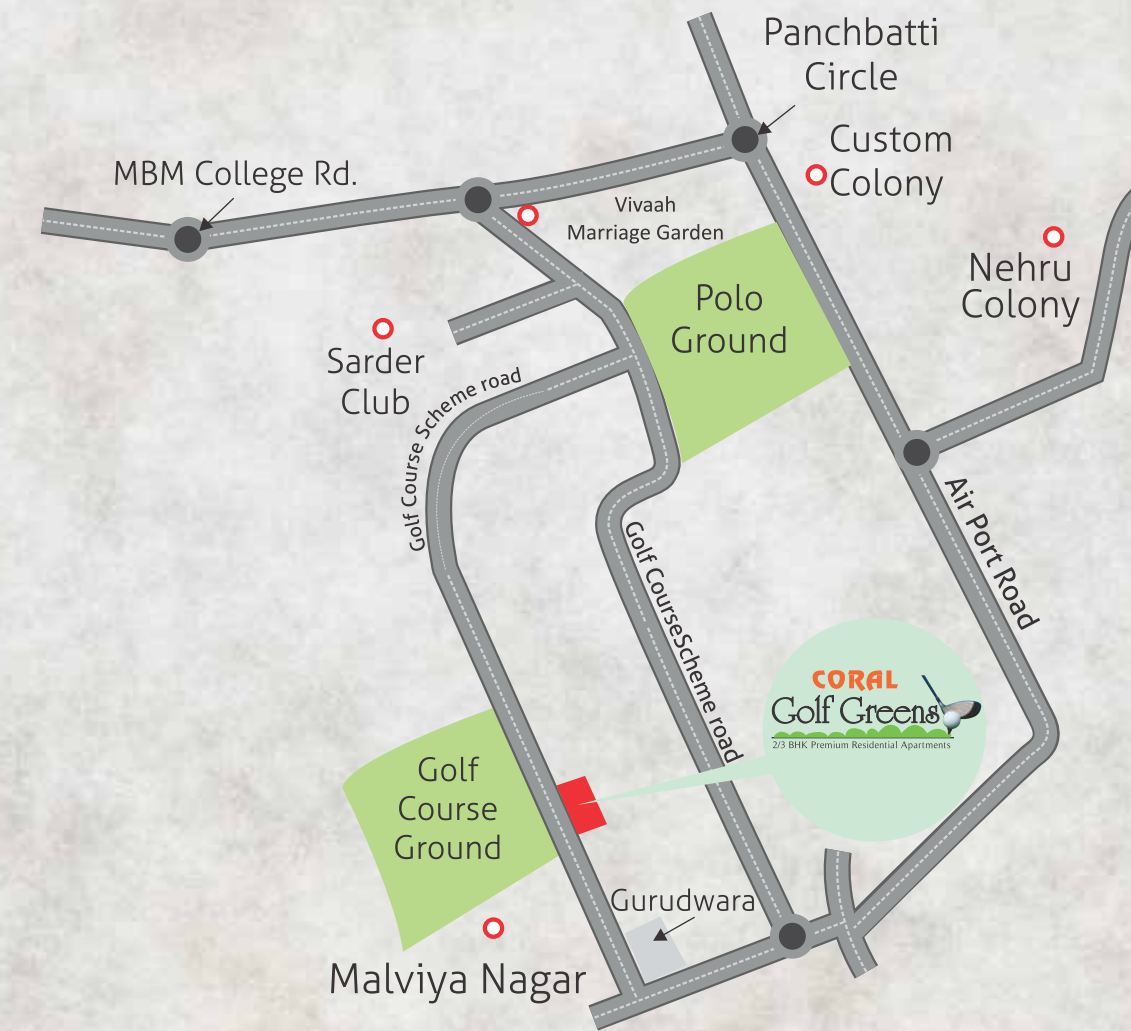 Panchbatti
Circle
Custom
Colony
MBM College Rd.
Vivaah
Marriage Garden
Nehru
Colony
Polo
Ground
Sarder
Club
Golf Course Scheme road
Air Port Road
Golf CourseScheme road
CORAL
Golf Greens
2/3 BHK Premium Residential Apartments
Golf
Course
Ground
Gurudwara
Malviya Nagar